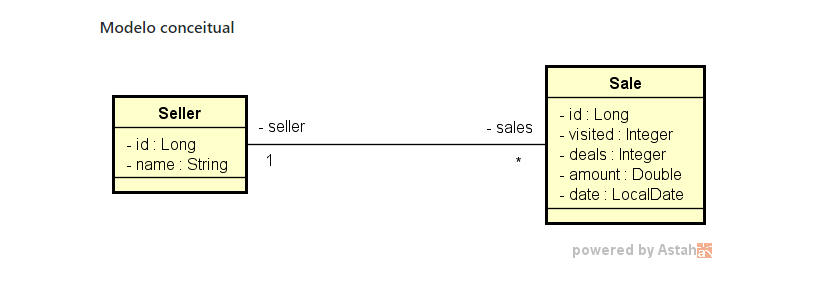 Modelo conceitual
Seller
- id : Long
- name : String
- seller
1
- sales
*
Sale
- id : Long
- visited : Integer
- deals : Integer
- amount : Double
- date : LocalDate
powered by Astah